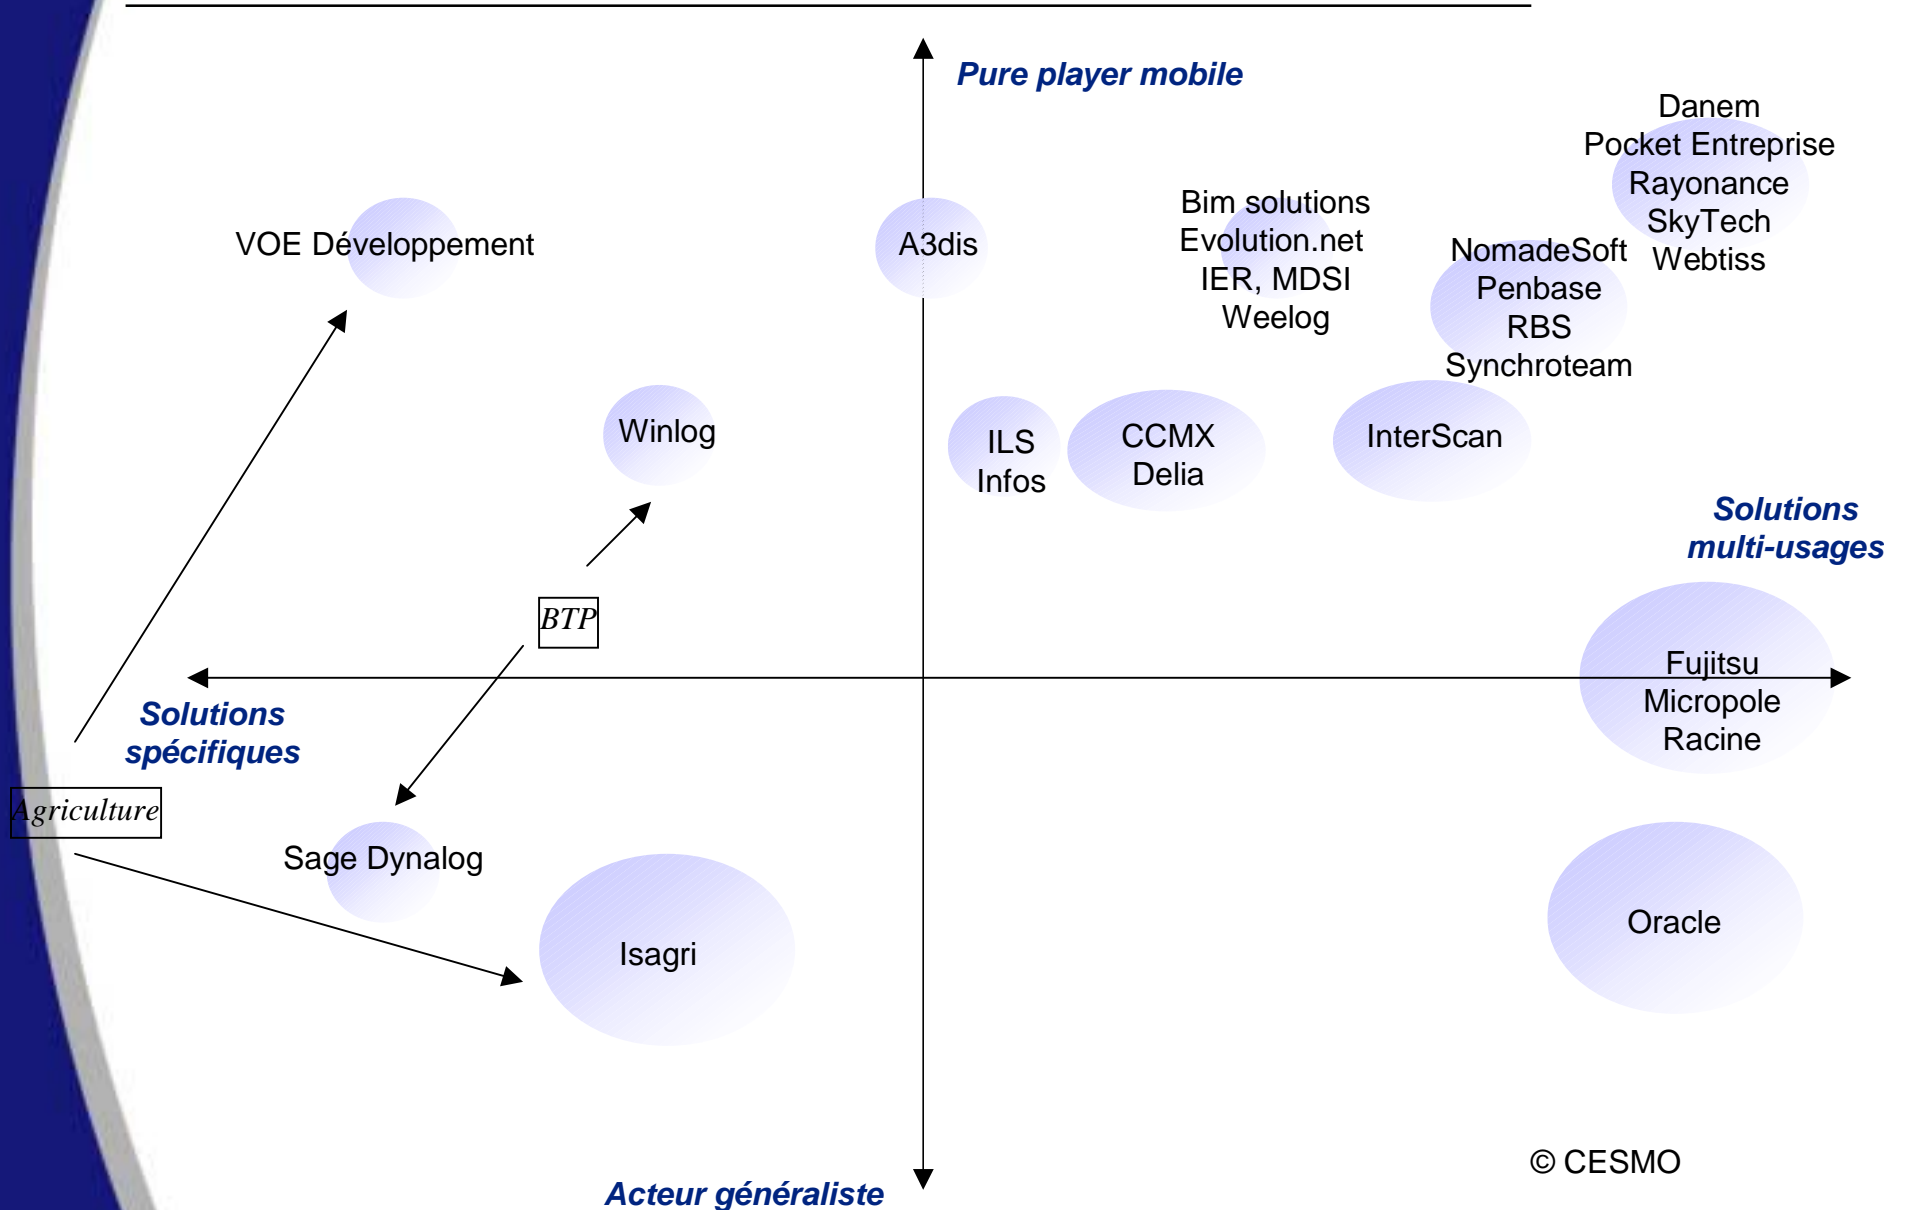 Pure player mobile
Danem
Pocket Entreprise
Rayonance
SkyTech
Webtiss
Bim solutions
Evolution.net
IER, MDSI
Weelog
VOE Développement
A3dis
NomadeSoft
Penbase
RBS
Synchroteam
Winlog
ILS
Infos
CCMX
Delia
InterScan
Solutions
multi-usages
BTP
Fujitsu
Micropole
Racine
Solutions
spécifiques
Agriculture
Sage Dynalog
Isagri
Oracle
© CESMO
Acteur généraliste